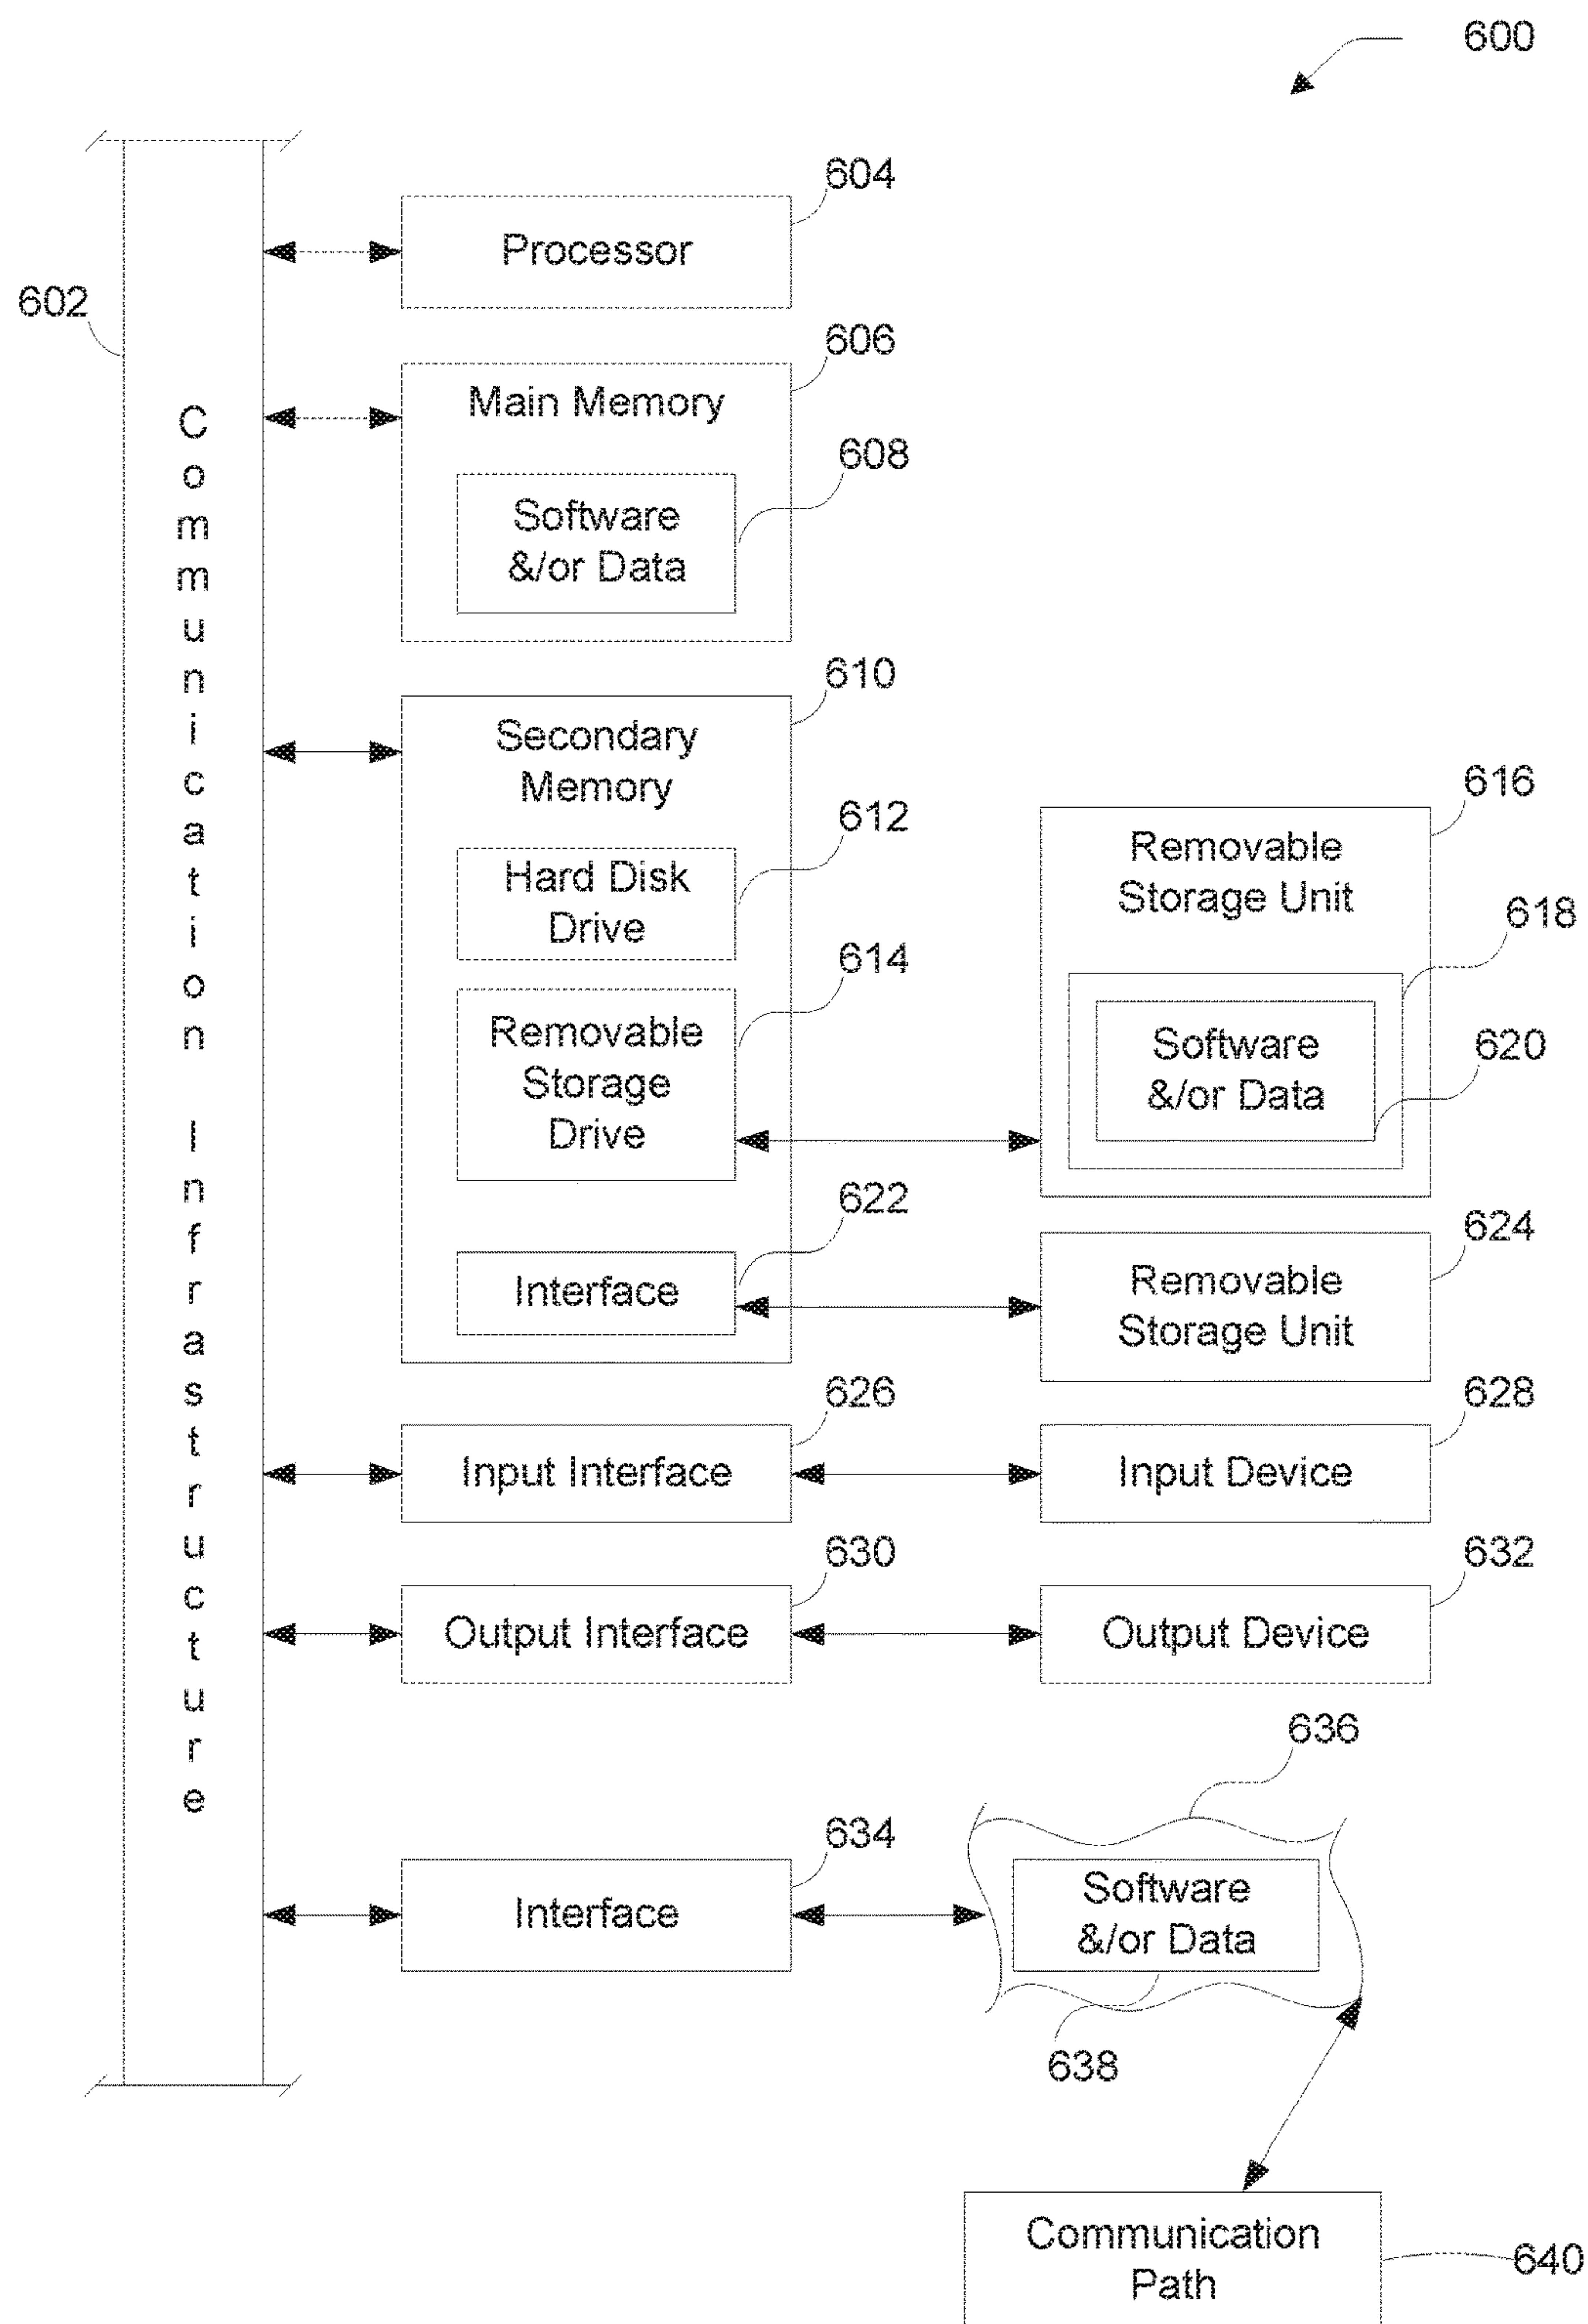 600
604
Processor
602
606
Main Memory
608
Software
&/or Data
Communication Infrastructure
610
Secondary
Memory
612
Hard Disk
Drive
614
Removable
Storage
Drive
616
Removable
Storage Unit
618
Software
&/or Data
620
622
Interface
624
Removable
Storage Unit
626
Input Interface
628
Input Device
630
Output Interface
632
Output Device
634
Interface
636
Software
&/or Data
638
Communication
Path
640